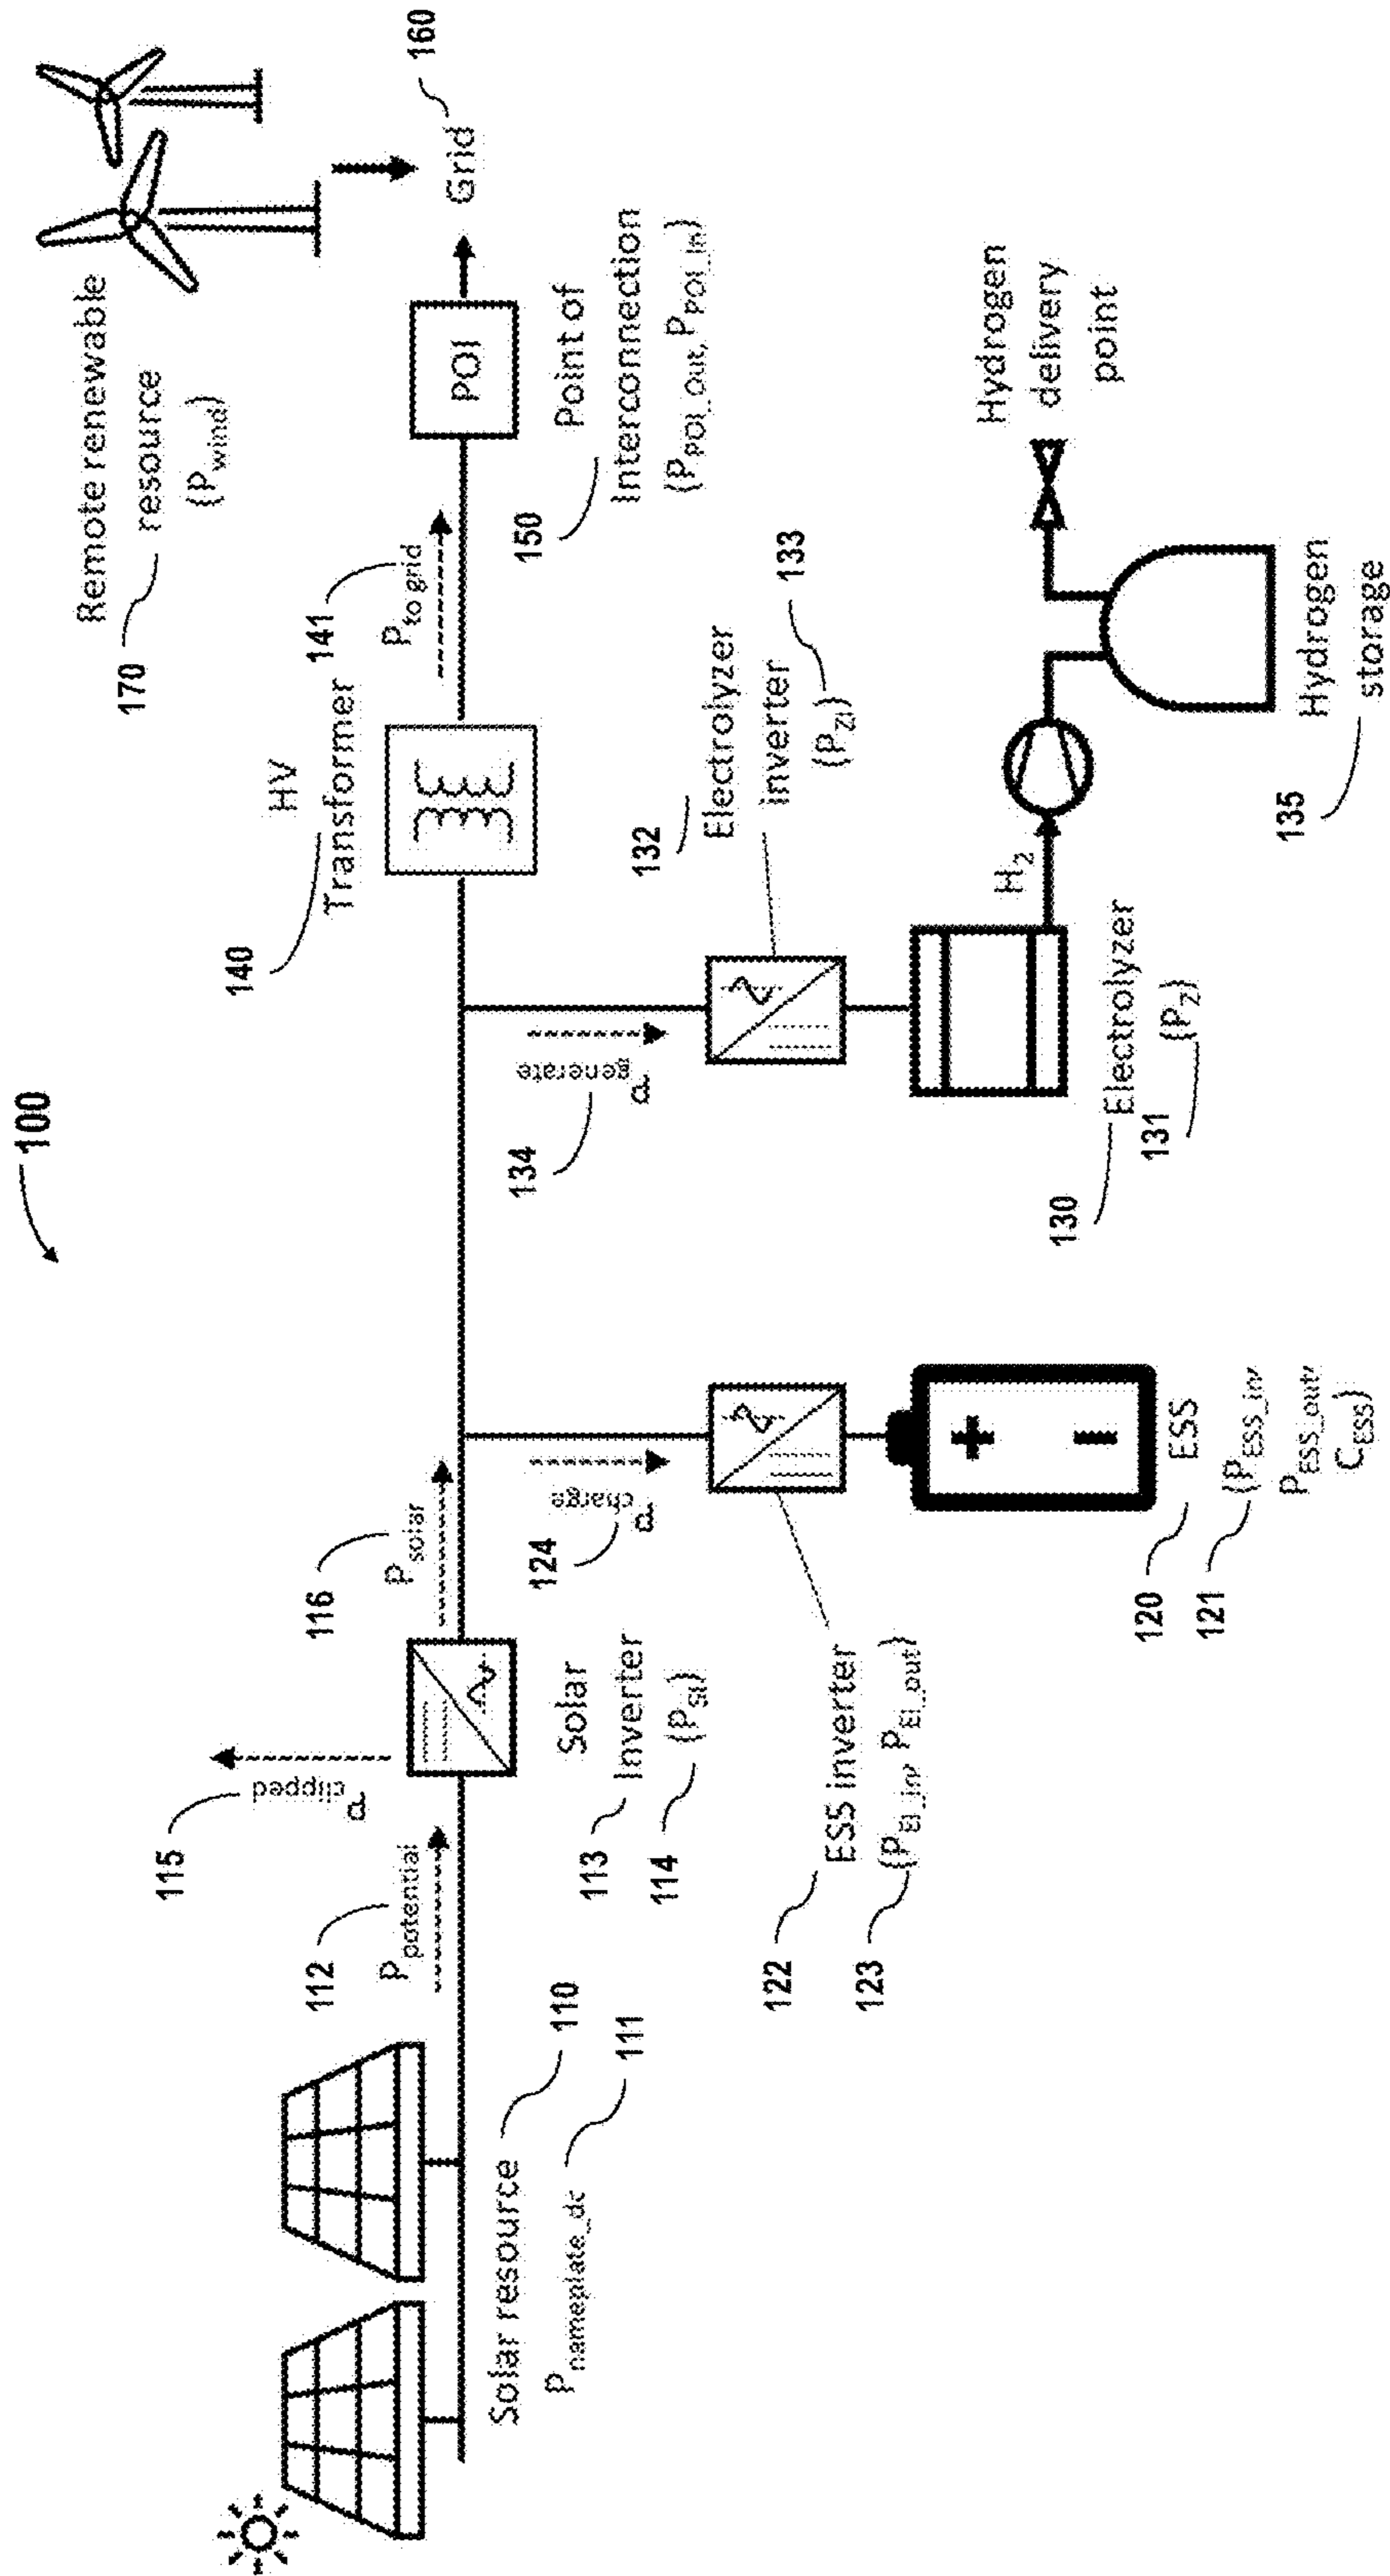 100
Remote renewable
resource
(P_wind)
170
160
Grid
HV
Transformer
140
141
P_to grid
POI
Point of
Interconnection
(P_POI_Out, P_POI_In)
150
115
P_clipped
112
P_potential
116
P_solar
Solar resource
110
P_nameplate_dc
111
Solar
Inverter
113
(P_SI)
114
124
P_charge
134
P_generate
132
Electrolyzer
inverter
(P_ZI)
133
ESS inverter
122
(P_EI_in, P_EI_out)
123
ESS
120
(P_ESS_in,
P_ESS_out,
C_ESS)
121
Electrolyzer
130
(P_Z)
131
H2
Hydrogen
delivery
point
Hydrogen
storage
135